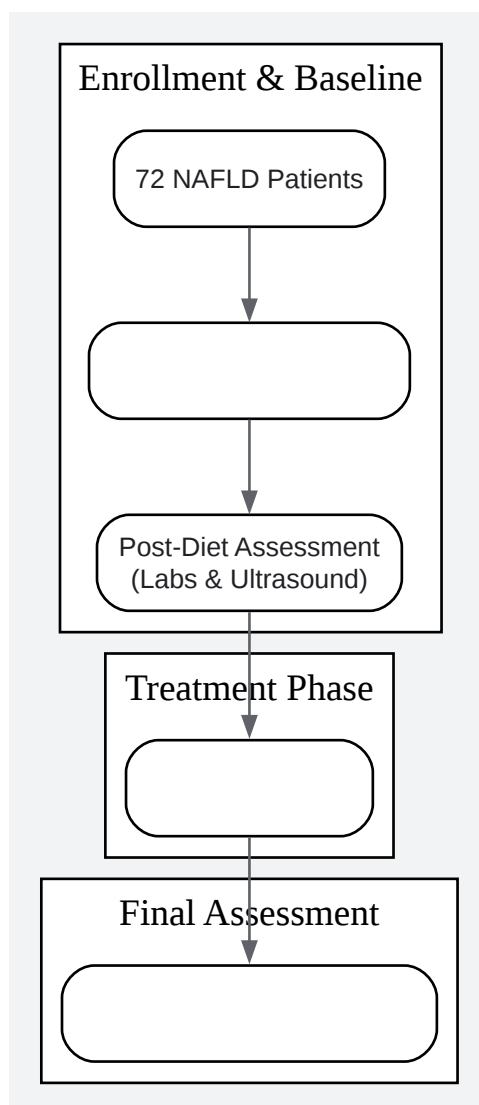 Enrollment & Baseline
72 NAFLD Patients
Post-Diet Assessment
(Labs & Ultrasound)
Treatment Phase
Final Assessment